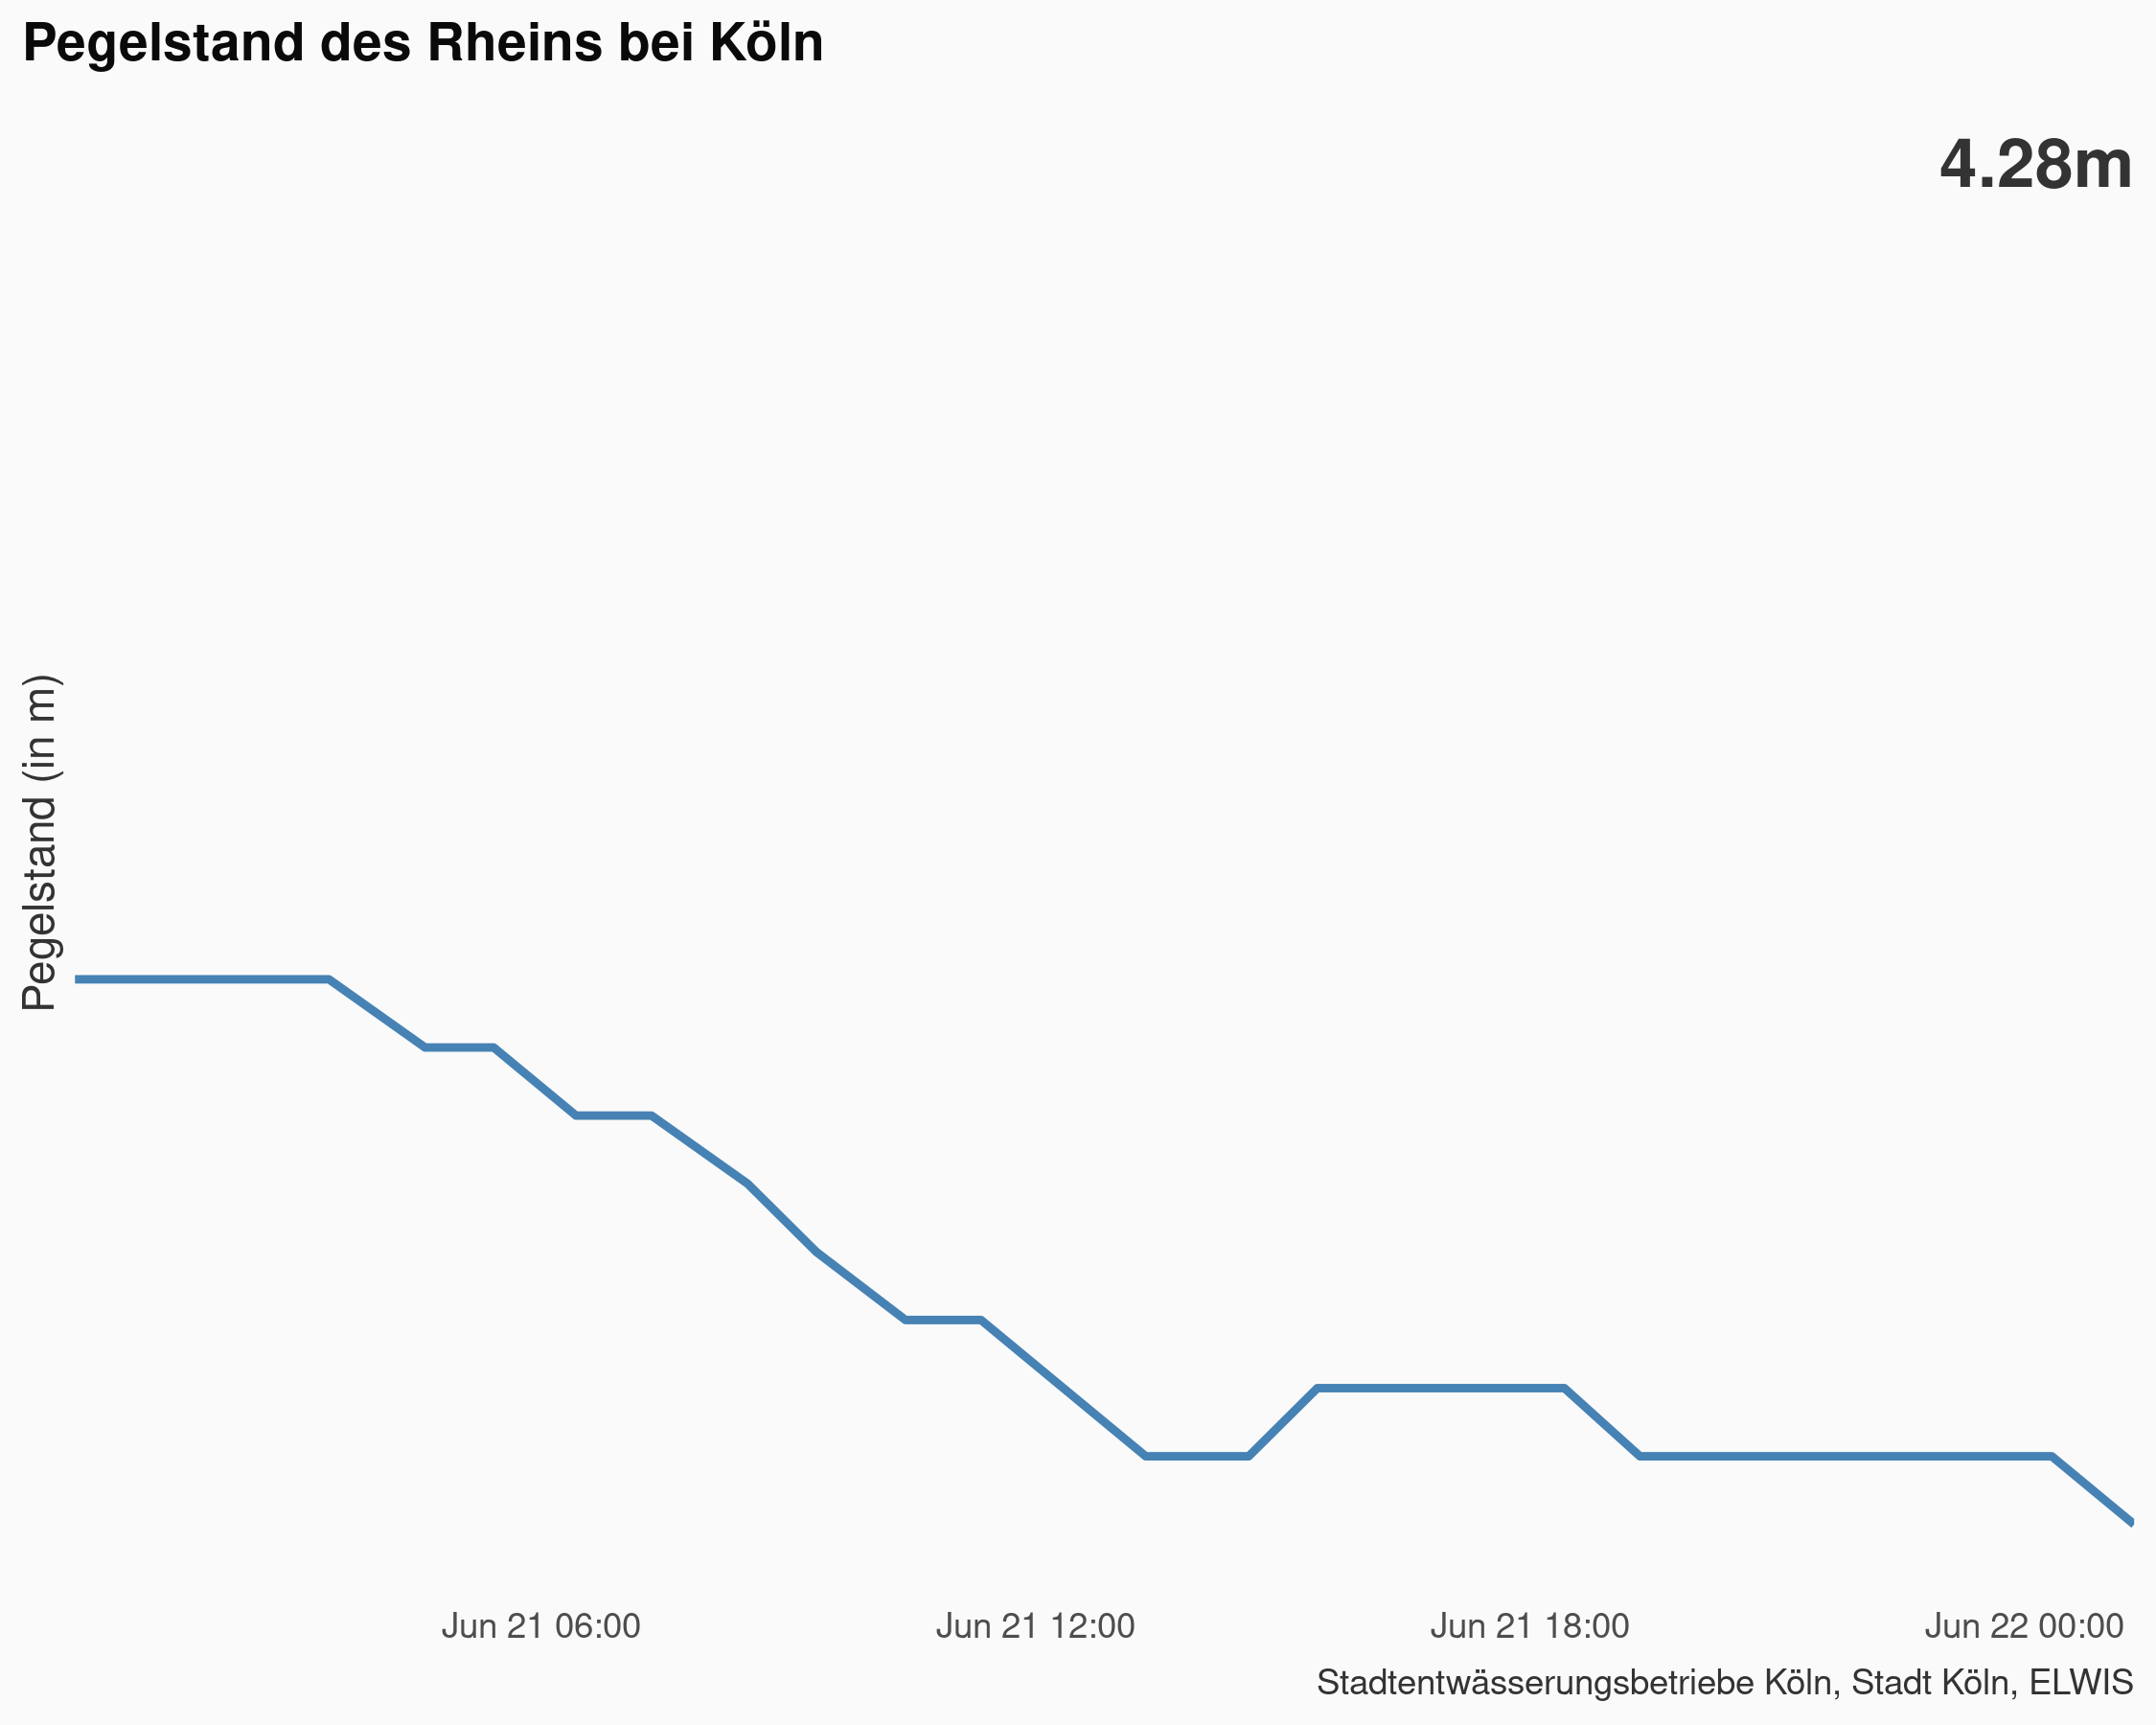 Pegelstand des Rheins bei Köln
4.28m
Pegelstand (in m)
Jun 21 06:00 Jun 21 12:00 Jun 21 18:00 Jun 22 00:00
Stadtentwässerungsbetriebe Köln, Stadt Köln, ELWIS